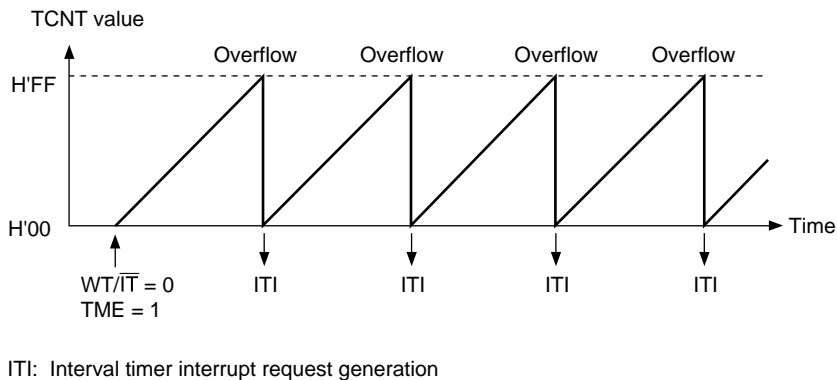 TCNT value
Overflow Overflow Overflow Overflow
H'FF
H'00
Time
WT/I̅T̅ = 0
TME = 1
ITI ITI ITI ITI
ITI: Interval timer interrupt request generation